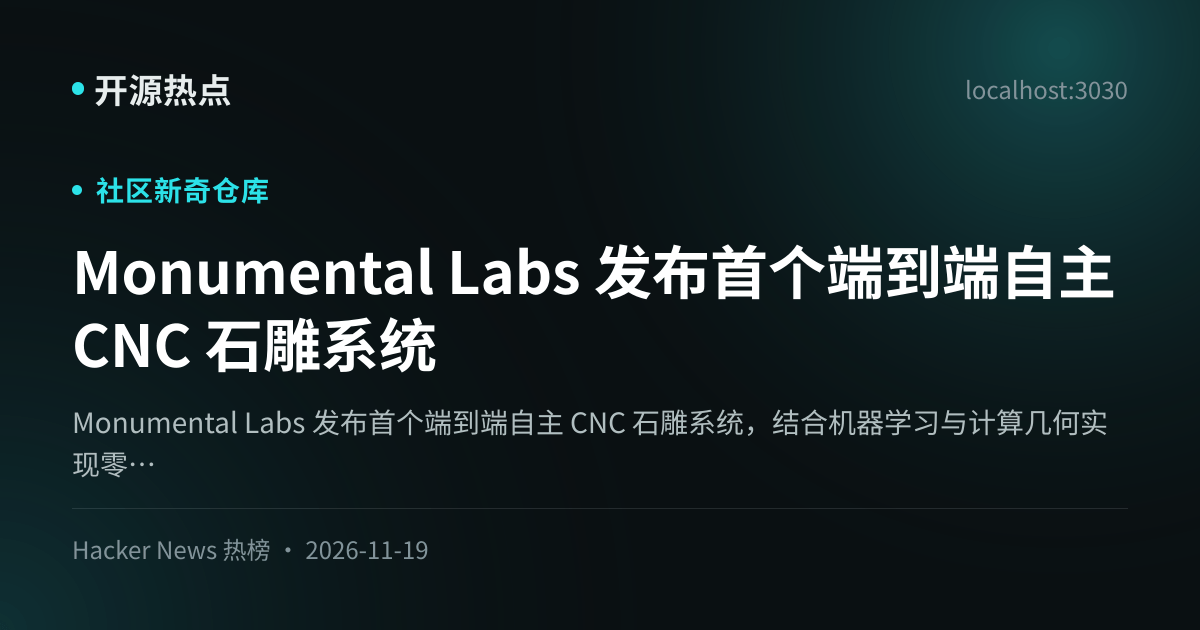 开源热点
localhost:3030
社区新奇仓库
Monumental Labs 发布首个端到端自主
CNC 石雕系统
Monumental Labs 发布首个端到端自主 CNC 石雕系统，结合机器学习与计算几何实
现零…
Hacker News 热榜 • 2026-11-19